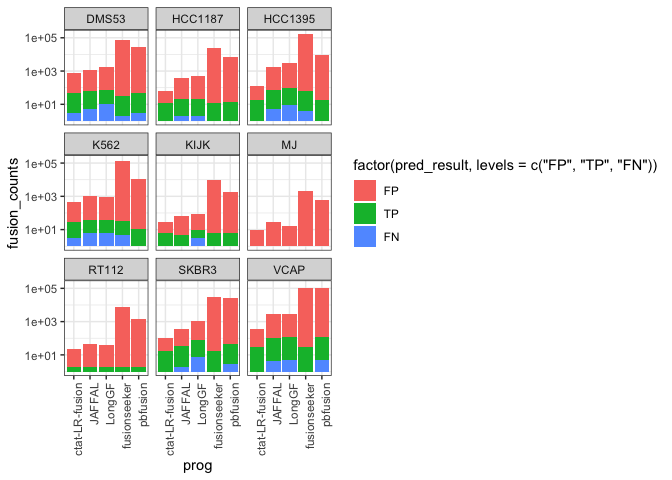 DMS53 HCC1187 HCC1395
1e+05
1e+03
1e+01
K562 KIJK MJ
1e+05
1e+03
1e+01
RT112 SKBR3 VCAP
1e+05
1e+03
1e+01
fusion_counts
ctat-LR-fusion JAFFAL LongGF fusionseeker pbfusion ctat-LR-fusion JAFFAL LongGF fusionseeker pbfusion ctat-LR-fusion JAFFAL LongGF fusionseeker pbfusion
prog
factor(pred_result, levels = c("FP", "TP", "FN"))
FP
TP
FN